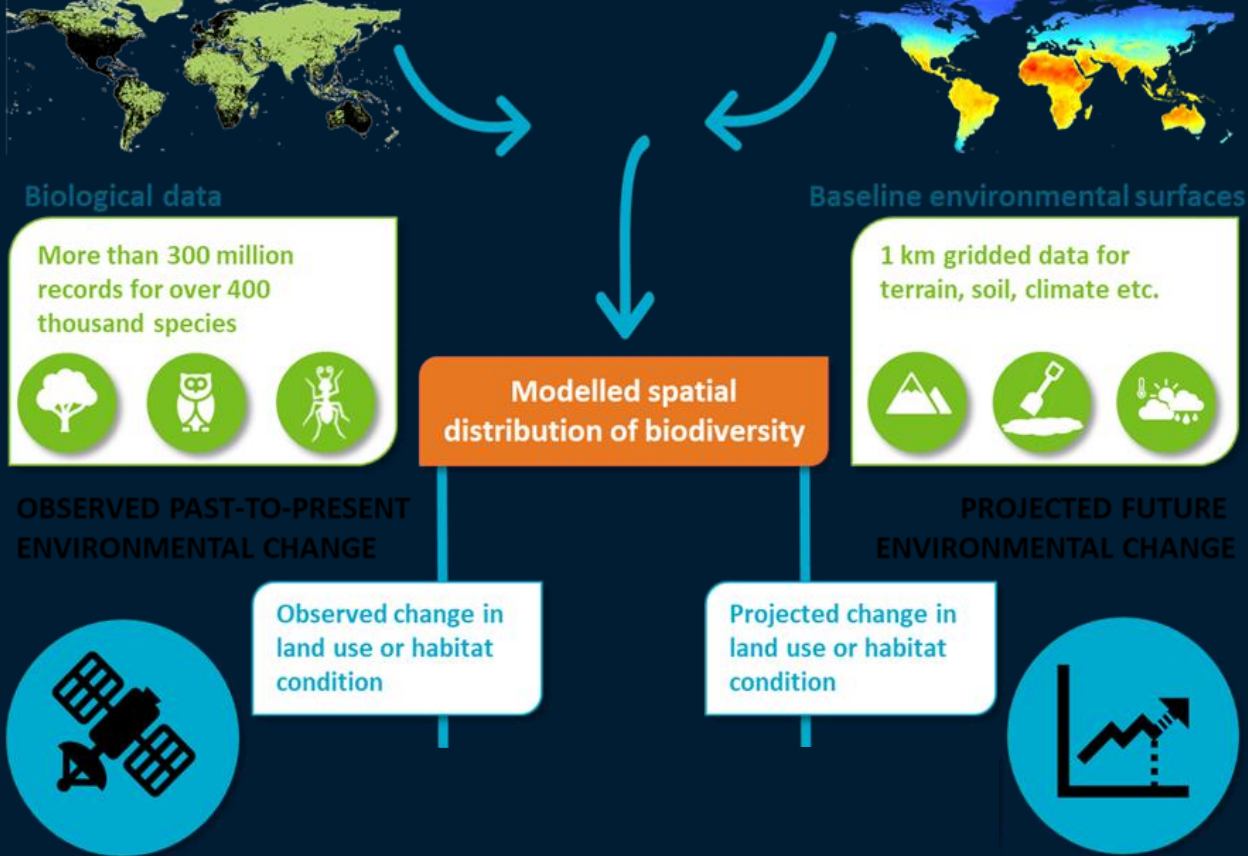 Biological data
More than 300 million
records for over 400
thousand species
Baseline environmental surfaces
1 km gridded data for
terrain, soil, climate etc.
Modelled spatial
distribution of biodiversity
OBSERVED PAST-TO-PRESENT
ENVIRONMENTAL CHANGE
PROJECTED FUTURE
ENVIRONMENTAL CHANGE
Observed change in
land use or habitat
condition
Projected change in
land use or habitat
condition